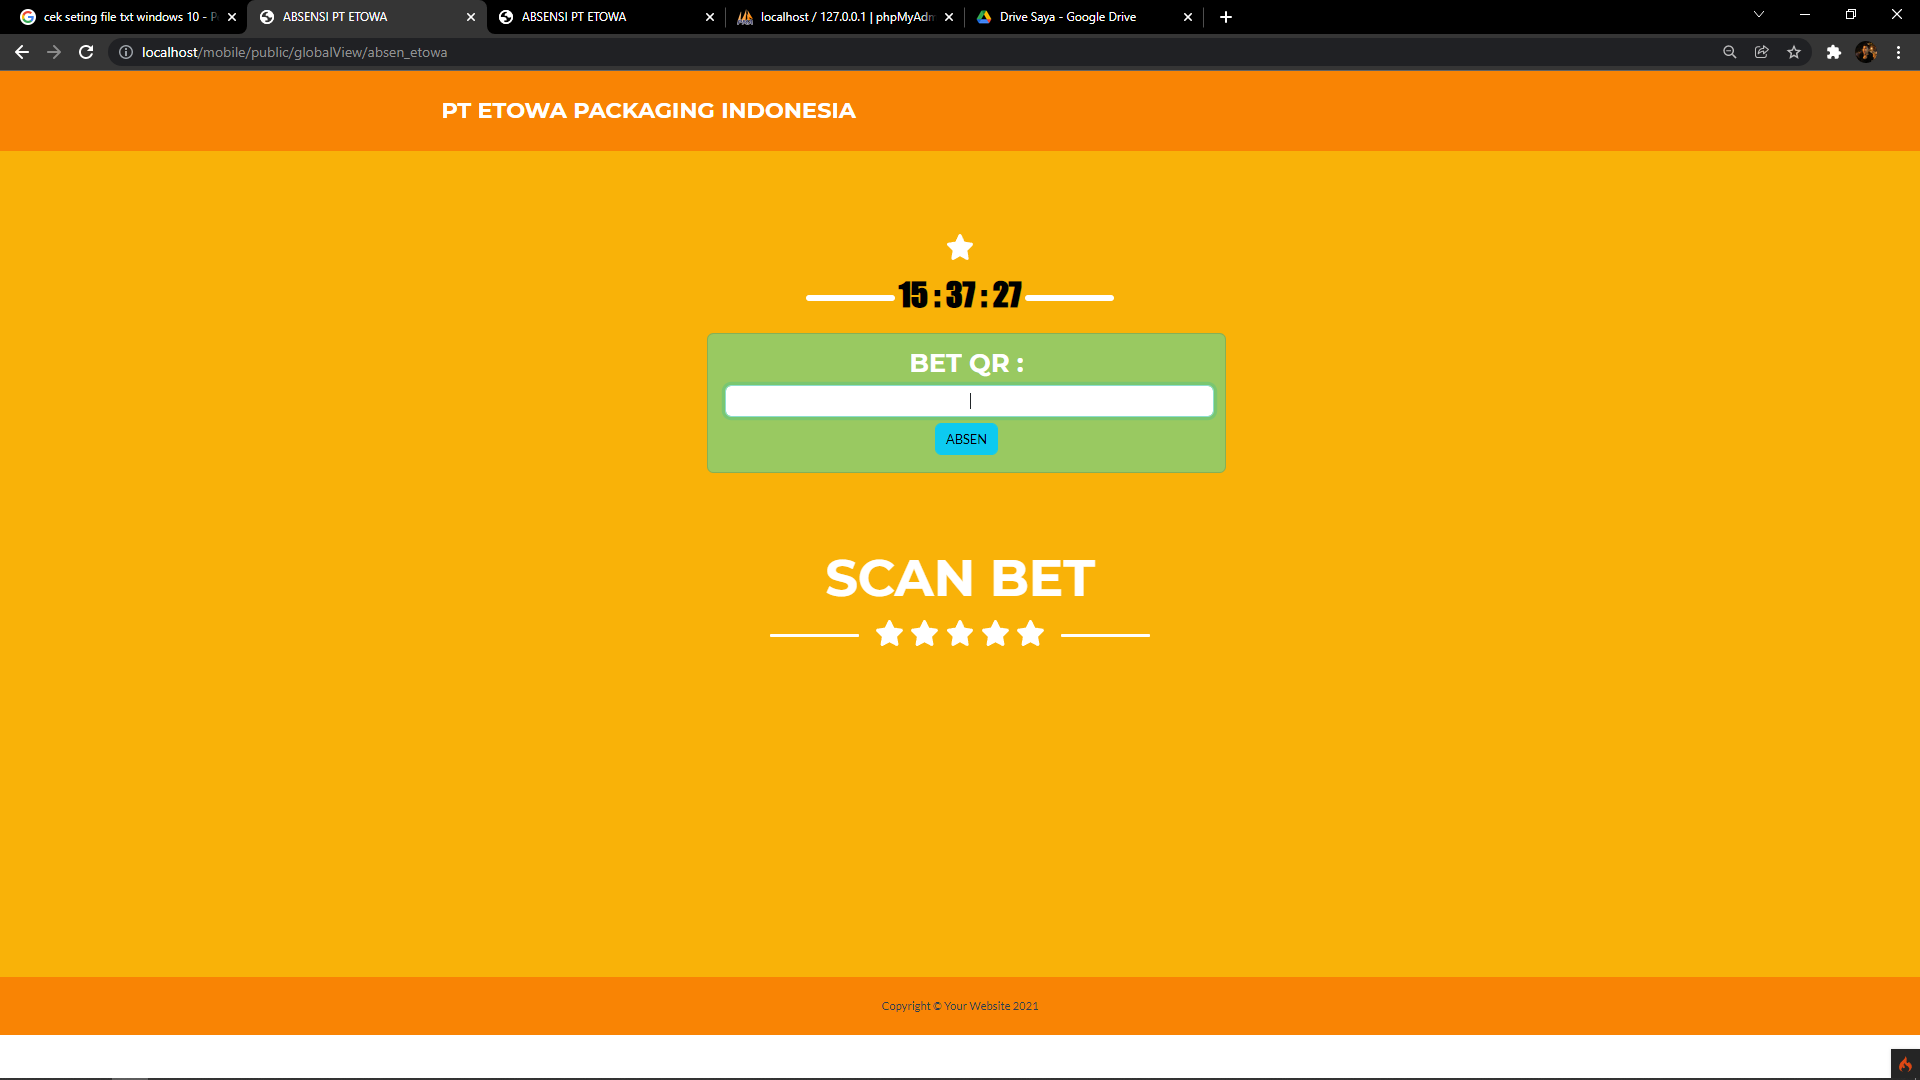 cek seting file txt windows 10 -
ABSENSI PT ETOWA
ABSENSI PT ETOWA
localhost / 127.0.0.1 | phpMyAdm
Drive Saya - Google Drive
localhost/mobile/public/globalView/absen_etowa
PT ETOWA PACKAGING INDONESIA
15 : 37 : 27
BET QR :
ABSEN
SCAN BET
Copyright © Your Website 2021